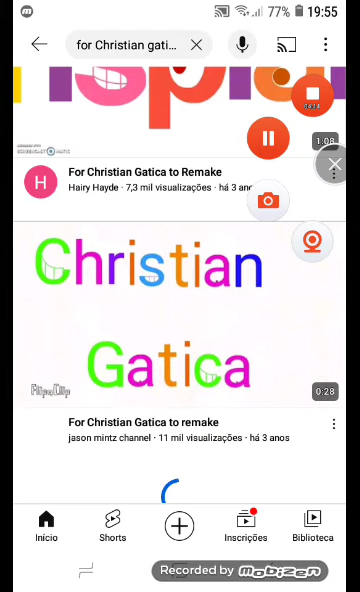 77% 19:55
for Christian gati...
1:08
For Christian Gatica to Remake
H
Hairy Hayde · 7,3 mil visualizações · há 3
Christian
Gatica
FlipaClip
0:28
For Christian Gatica to remake
jason mintz channel · 11 mil visualizações · há 3 anos
Início
Shorts
Inscrições
Biblioteca
Recorded by mobizen